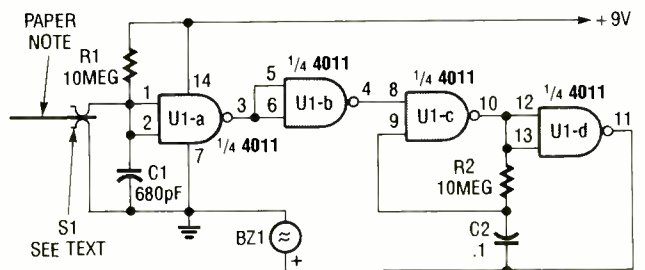 PAPER
NOTE
R1
10MEG
+9V
1
2
14
U1-a
3
7
1/4 4011
5
6
1/4 4011
U1-b
4
8
9
1/4 4011
U1-c
10
12
13
1/4 4011
U1-d
11
C1
680pF
S1
SEE TEXT
BZ1
+
R2
10MEG
C2
.1